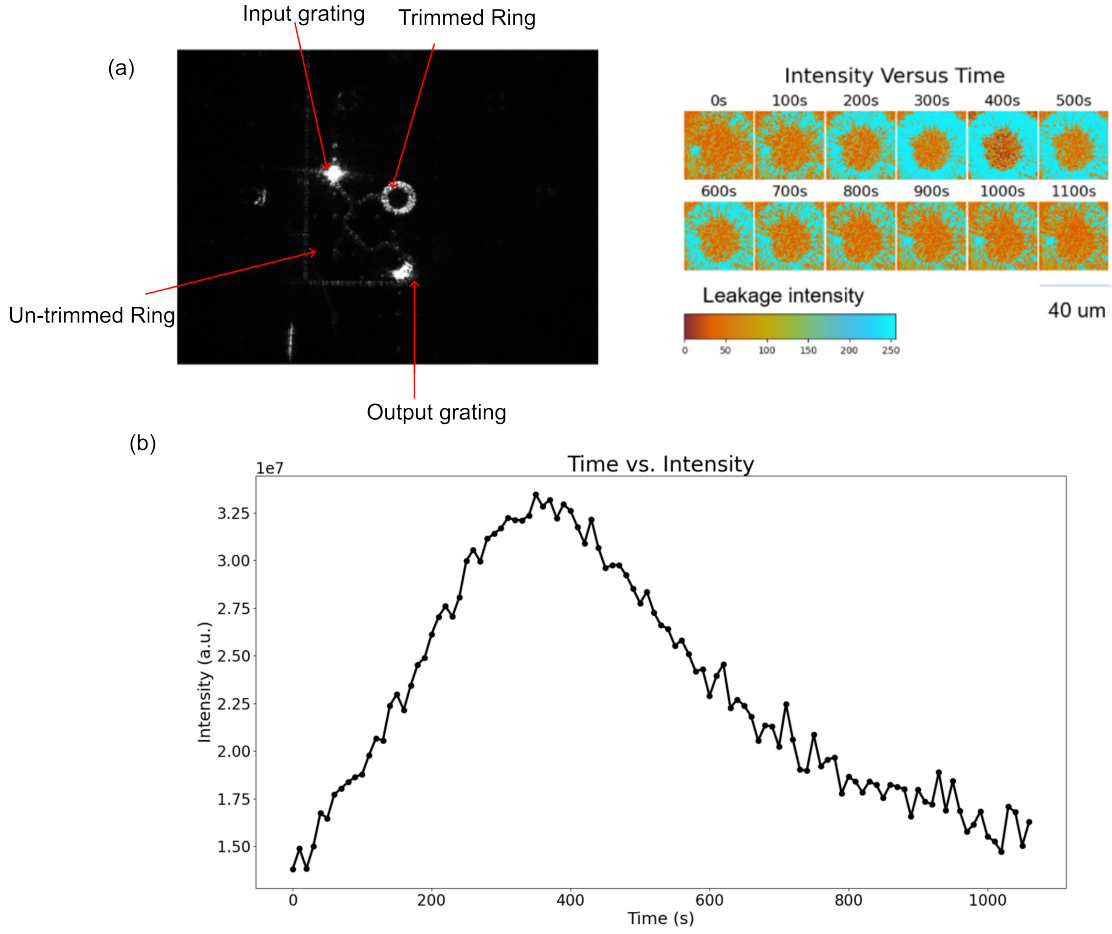 Input grating
Trimmed Ring
(a)
Un-trimmed Ring
Output grating
Intensity Versus Time
0s 100s 200s 300s 400s 500s
600s 700s 800s 900s 1000s 1100s
Leakage intensity
0 50 100 150 200 250
40 um
(b)
Time vs. Intensity
1e7
3.25
3.00
2.75
2.50
2.25
2.00
1.75
1.50
Intensity (a.u.)
0 200 400 600 800 1000
Time (s)